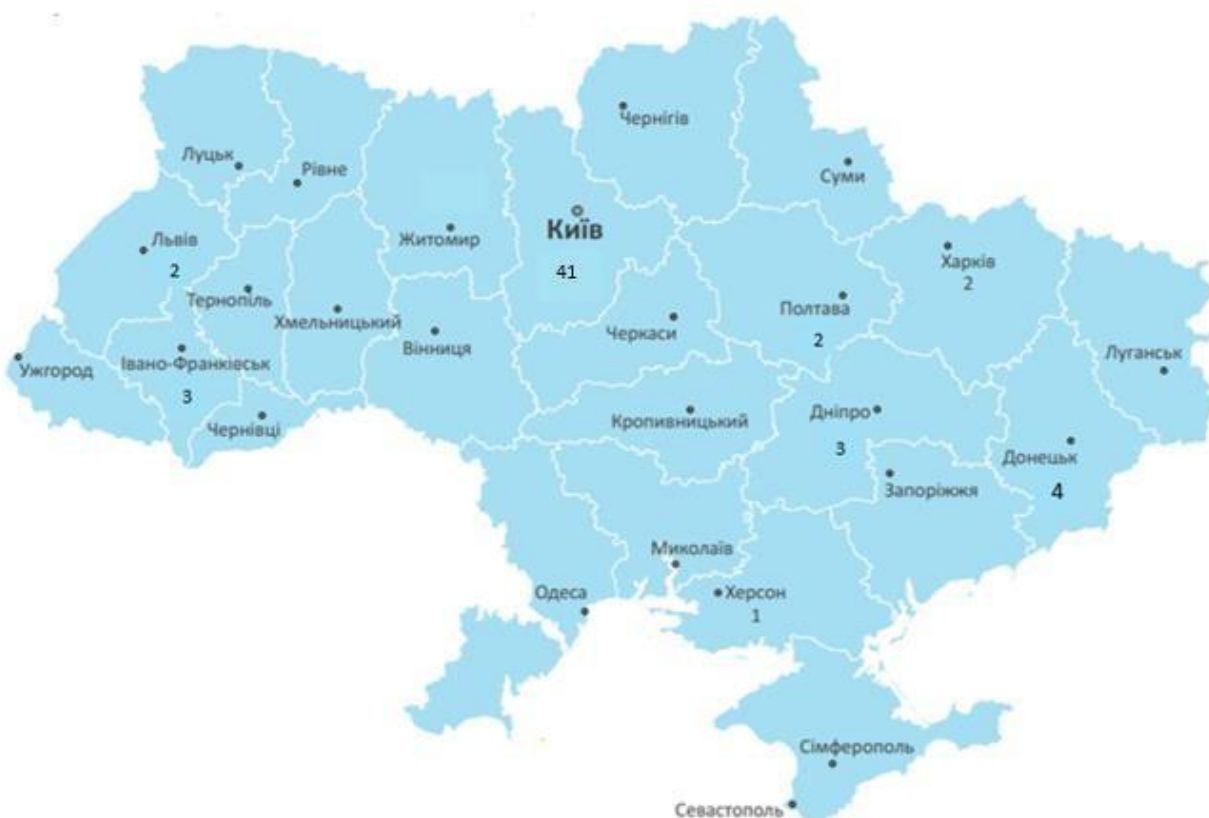 Чернігів
Луцьк
Рівне
Суми
Київ
41
Житомир
Львів
2
Харків
2
Тернопіль
Хмельницький
Вінниця
Черкаси
Полтава
2
Ужгород
Івано-Франківськ
3
Луганськ
Чернівці
Кропивницький
Дніпро
3
Донецьк
4
Запоріжжя
Миколаїв
Одеса
Херсон
1
Сімферополь
Севастополь